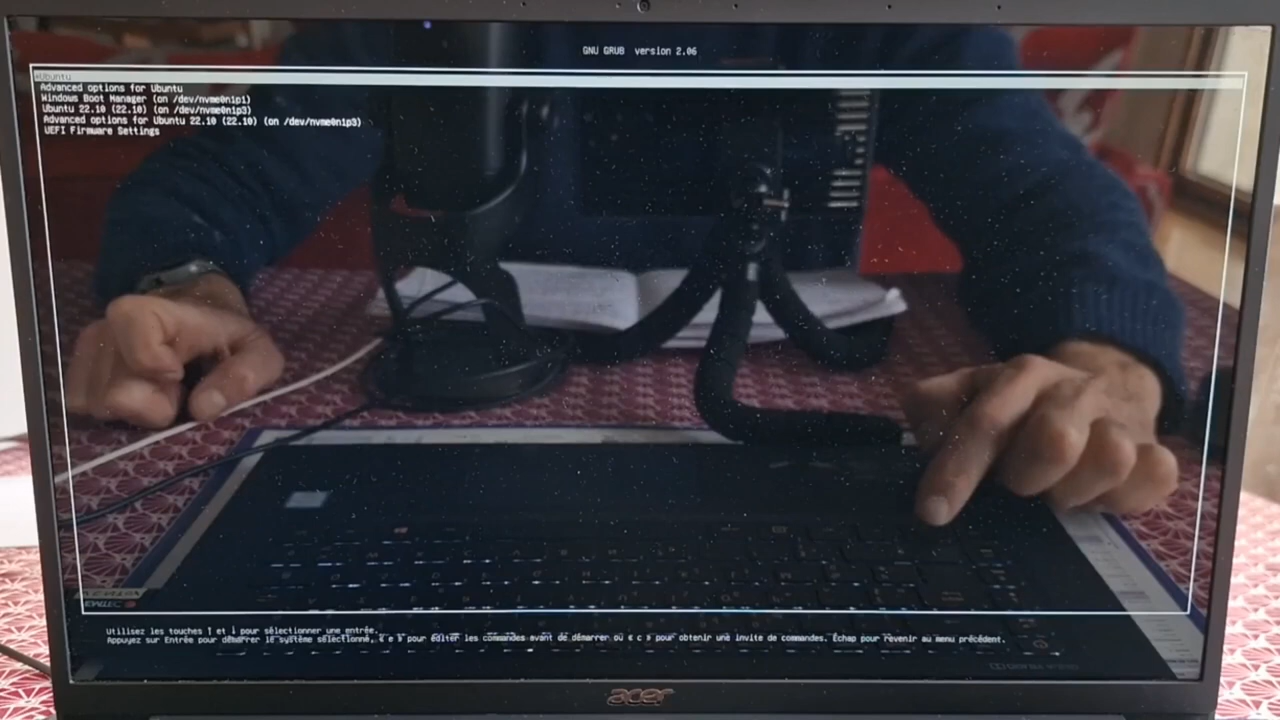 GNU GRUB version 2.06
*Ubuntu
Advanced options for Ubuntu
Windows Boot Manager (on /dev/nvme0n1p1)
Ubuntu 22.10 (22.10) (on /dev/nvme0n1p3)
Advanced options for Ubuntu 22.10 (22.10) (on /dev/nvme0n1p3)
UEFI Firmware Settings
Utilisez les touches ↑ et ↓ pour sélectionner une entrée.
Appuyez sur Entrée pour démarrer le système sélectionné, « e » pour éditer les commandes avant de démarrer ou « c » pour obtenir une invite de commandes. Échap pour revenir au menu précédent.
acer